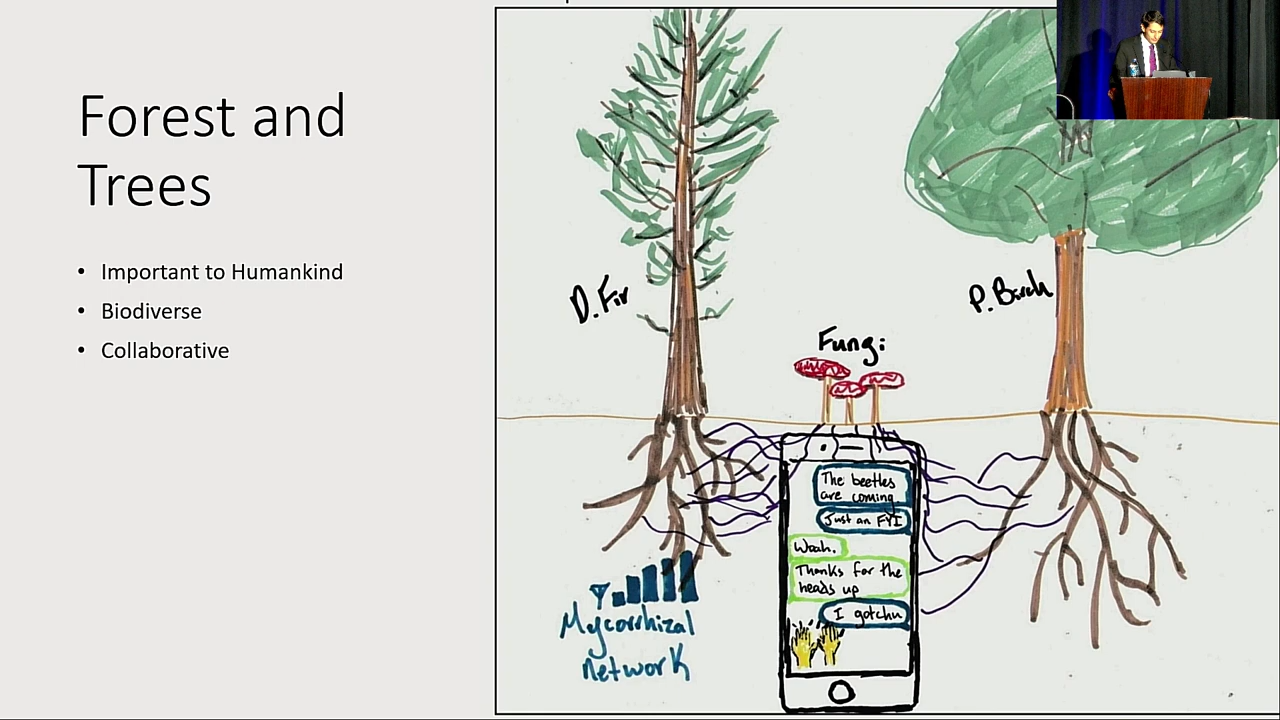 Forest and
Trees
• Important to Humankind
• Biodiverse
• Collaborative
D. Fir
P. Birch
Fungi
The beetles
are coming
Just an FYI
Woah.
Thanks for the
heads up
I gotchu
Mycorrhizal
network